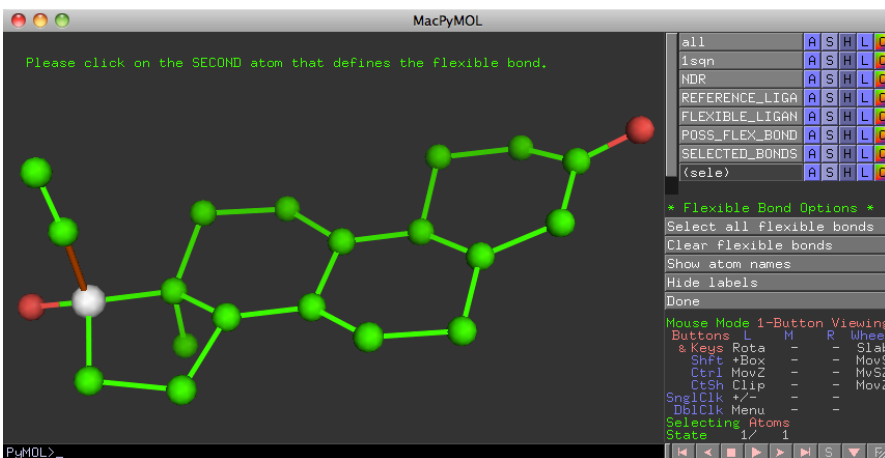 MacPyMOL
Please click on the SECOND atom that defines the flexible bond.
all A S H L C
1sqn A S H L C
NDR A S H L C
REFERENCE_LIGA A S H L C
FLEXIBLE_LIGAN A S H L C
POSS_FLEX_BOND A S H L C
SELECTED_BONDS A S H L C
(sele) A S H L C
* Flexible Bond Options *
Select all flexible bonds
Clear flexible bonds
Show atom names
Hide labels
Done
Mouse Mode 1-Button Viewing
Buttons L M R Whee
& Keys Rota - - Slab
Shft +Box - - MovS
Ctrl MovZ - - MvSZ
CtSh Clip - - MovZ
SnglClk +/- - -
DblClk Menu - -
Selecting Atoms
State 1/ 1
PyMOL>_
S